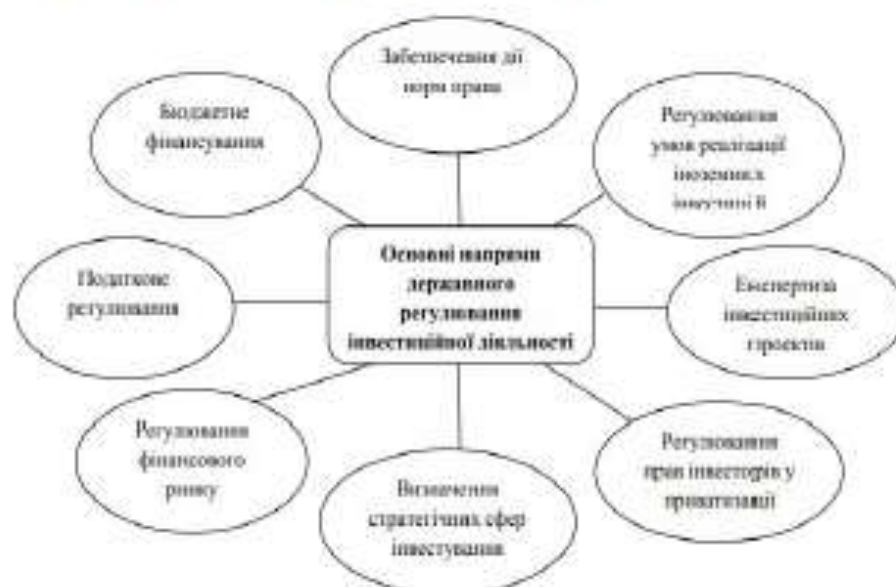 Забезпечення дії
норм права
Бюджетне
фінансування
Регулювання
умов реалізації
іноземних
інвестицій
Основні напрями
державного
регулювання
інвестиційної діяльності
Податкове
регулювання
Експертиза
інвестиційних
проектів
Регулювання
фінансового
ринку
Визначення
стратегічних сфер
інвестування
Регулювання
прав інвесторів у
приватизації